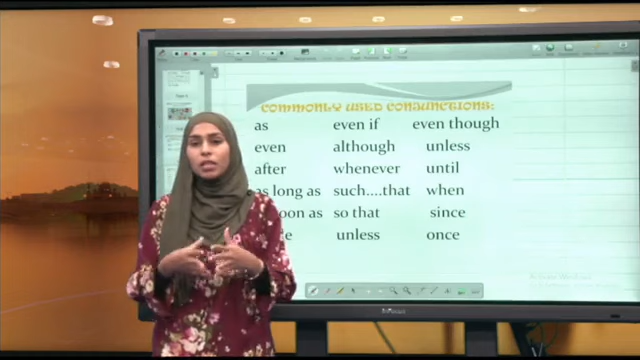 COMMONLY USED CONJUNCTIONS:
as even if even though
even although unless
after whenever until
as long as such....that when
oon as so that since
unless once